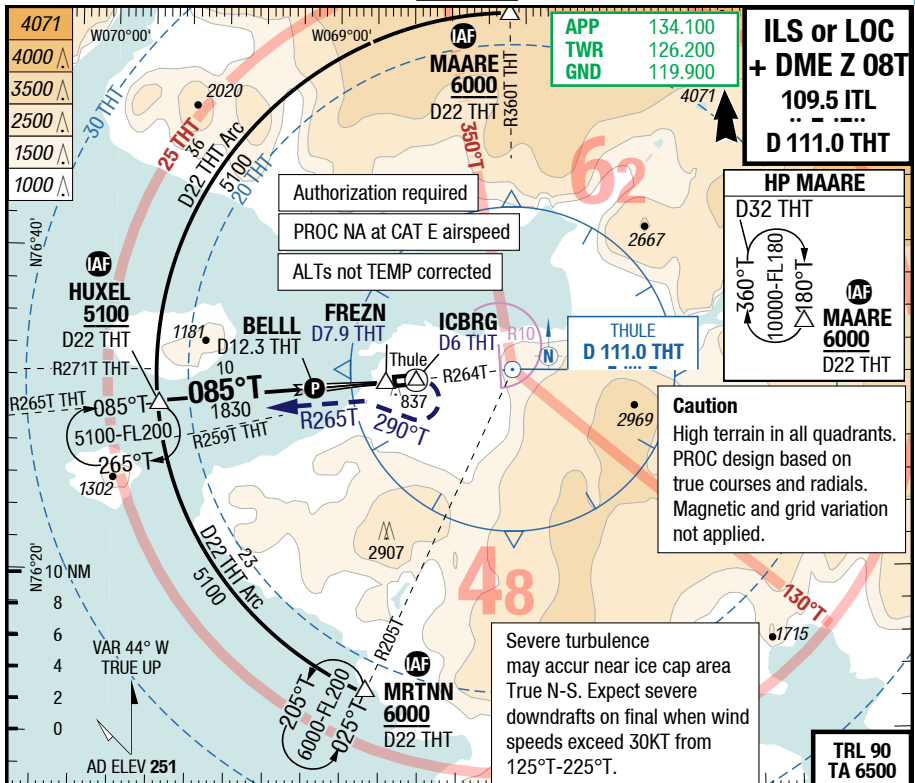 4071
4000
3500
2500
1500
1000
W070°00'
W069°00'
IAF
MAARE
6000
D22 THT
R360T THT
APP 134.100
TWR 126.200
GND 119.900
4071
ILS or LOC
+ DME Z 08T
109.5 ITL
D 111.0 THT
2020
30 THT
25 THT
36
D22 THT Arc
5100
20 THT
350°T
62
2667
Authorization required
PROC NA at CAT E airspeed
ALTs not TEMP corrected
HP MAARE
D32 THT
360°T
10000-FL180
180°T
IAF
MAARE
6000
D22 THT
N76°40'
IAF
HUXEL
5100
D22 THT
1181
BELLL
D12.3 THT
FREZN
D7.9 THT
ICBRG
D6 THT
R10
N
THULE
D 111.0 THT
R271T THT
R265T THT
085°T
5100-FL200
265°T
1302
10
085°T
1830
R259T THT
P
Thule
837
R264T
R265T
290°T
2969
Caution
High terrain in all quadrants.
PROC design based on
true courses and radials.
Magnetic and grid variation
not applied.
2907
48
130°T
1715
N76°20'
10 NM
8
6
4
2
0
23
D22 THT Arc
5100
R205T
VAR 44° W
TRUE UP
AD ELEV 251
205°T
6000-FL200
025°T
IAF
MRTNN
6000
D22 THT
Severe turbulence
may accur near ice cap area
True N-S. Expect severe
downdrafts on final when wind
speeds exceed 30KT from
125°T-225°T.
TRL 90
TA 6500